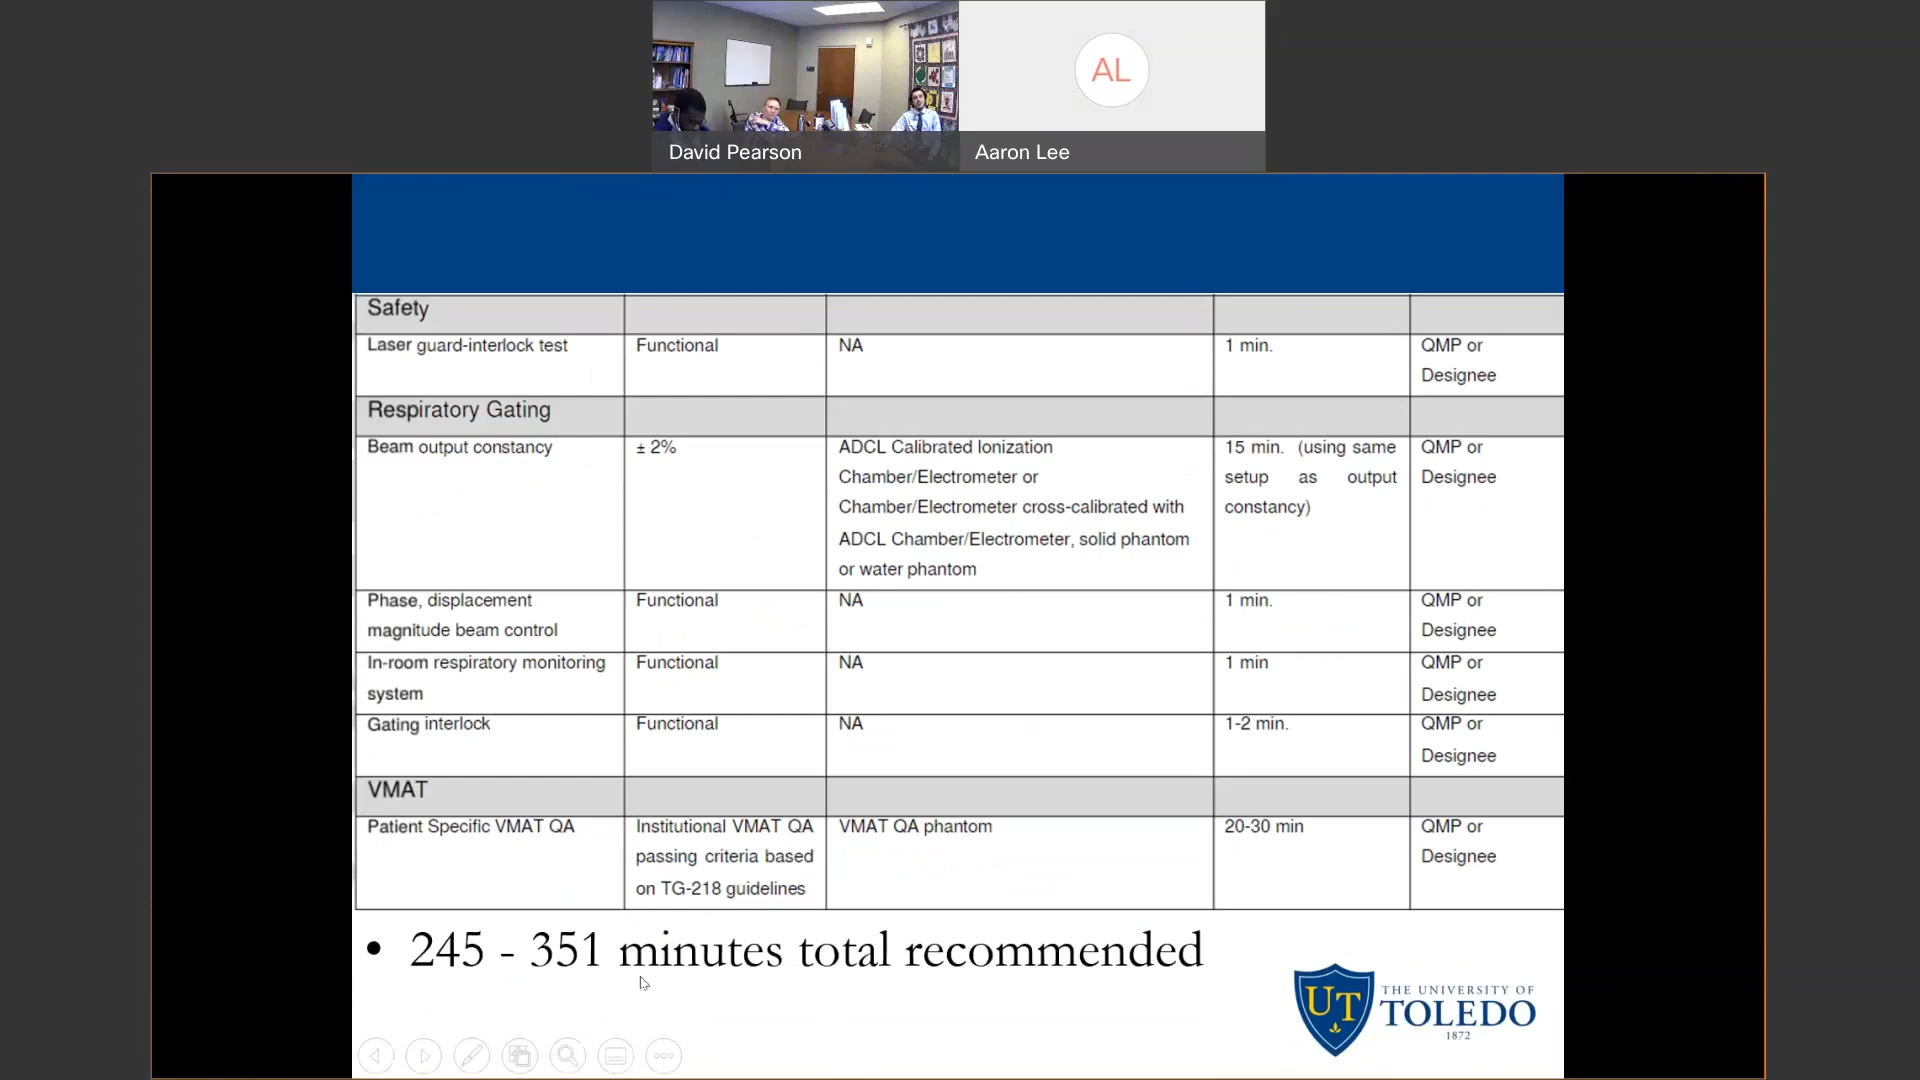 AL
David Pearson
Aaron Lee
Safety
Laser guard-interlock test
Functional
NA
1 min.
QMP or
Designee
Respiratory Gating
Beam output constancy
± 2%
ADCL Calibrated Ionization
Chamber/Electrometer or
Chamber/Electrometer cross-calibrated with
ADCL Chamber/Electrometer, solid phantom
or water phantom
15 min. (using same
setup as output
constancy)
QMP or
Designee
Phase, displacement
magnitude beam control
Functional
NA
1 min.
QMP or
Designee
In-room respiratory monitoring
system
Functional
NA
1 min
QMP or
Designee
Gating interlock
Functional
NA
1-2 min.
QMP or
Designee
VMAT
Patient Specific VMAT QA
Institutional VMAT QA
passing criteria based
on TG-218 guidelines
VMAT QA phantom
20-30 min
QMP or
Designee
• 245 - 351 minutes total recommended
UT
THE UNIVERSITY OF
TOLEDO
1872